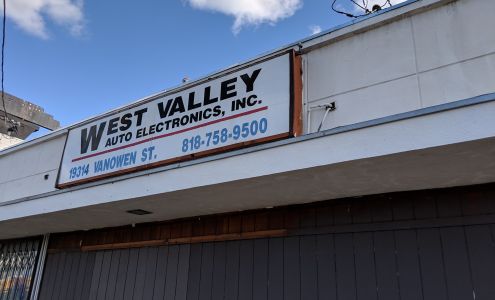 WEST VALLEY
AUTO ELECTRONICS, INC.
19314 VANOWEN ST. 818-758-9500